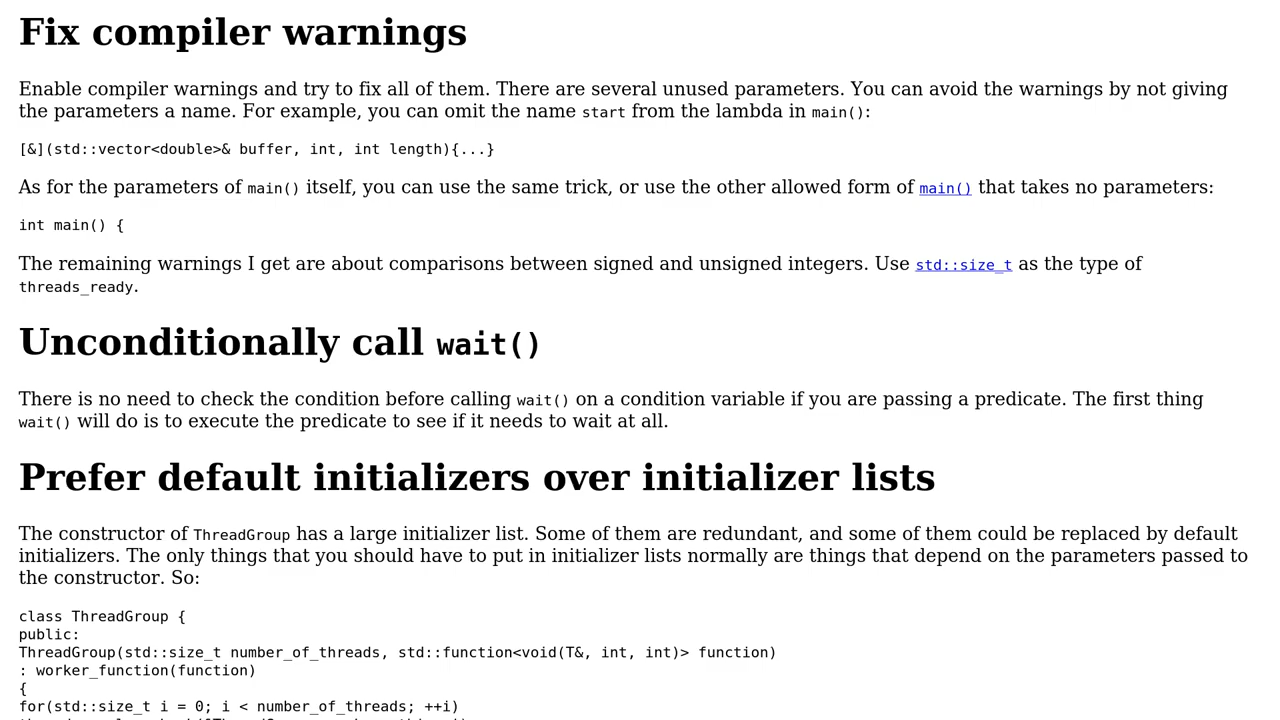 Fix compiler warnings
Enable compiler warnings and try to fix all of them. There are several unused parameters. You can avoid the warnings by not giving
the parameters a name. For example, you can omit the name start from the lambda in main():
[&](std::vector<double>& buffer, int, int length){...}
As for the parameters of main() itself, you can use the same trick, or use the other allowed form of main() that takes no parameters:
int main() {
The remaining warnings I get are about comparisons between signed and unsigned integers. Use std::size_t as the type of
threads_ready.
Unconditionally call wait()
There is no need to check the condition before calling wait() on a condition variable if you are passing a predicate. The first thing
wait() will do is to execute the predicate to see if it needs to wait at all.
Prefer default initializers over initializer lists
The constructor of ThreadGroup has a large initializer list. Some of them are redundant, and some of them could be replaced by default
initializers. The only things that you should have to put in initializer lists normally are things that depend on the parameters passed to
the constructor. So:
class ThreadGroup {
public:
ThreadGroup(std::size_t number_of_threads, std::function<void(T&, int, int)> function)
: worker_function(function)
{
for(std::size_t i = 0; i < number_of_threads; ++i)